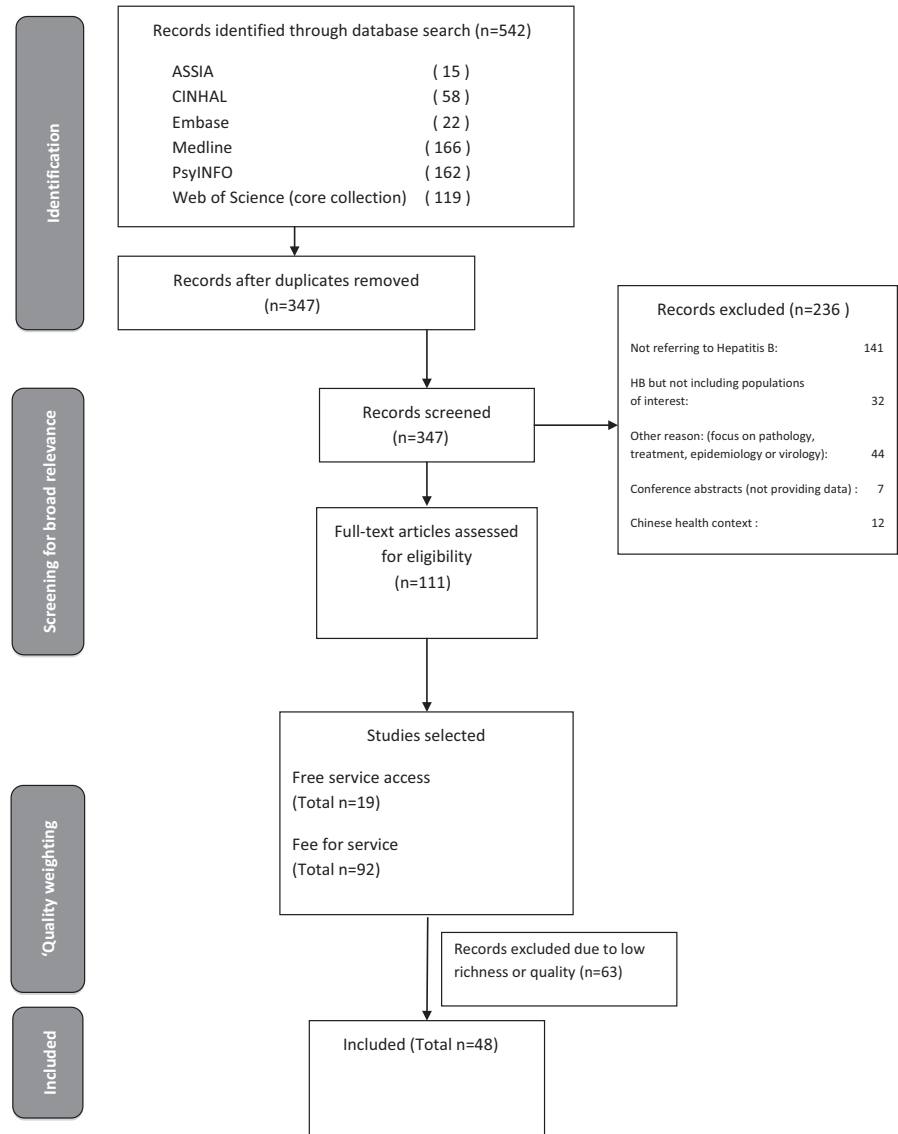 Identification
Records identified through database search (n=542)
ASSIA ( 15 )
CINHAL ( 58 )
Embase ( 22 )
Medline ( 166 )
PsyINFO ( 162 )
Web of Science (core collection) ( 119 )
Records after duplicates removed
(n=347)
Screening for broad relevance
Records screened
(n=347)
Records excluded (n=236 )
Not referring to Hepatitis B: 141
HB but not including populations
of interest: 32
Other reason: (focus on pathology,
treatment, epidemiology or virology): 44
Conference abstracts (not providing data) : 7
Chinese health context : 12
Full-text articles assessed
for eligibility
(n=111)
'Quality weighting
Studies selected
Free service access
(Total n=19)
Fee for service
(Total n=92)
Records excluded due to low
richness or quality (n=63)
Included
Included (Total n=48)